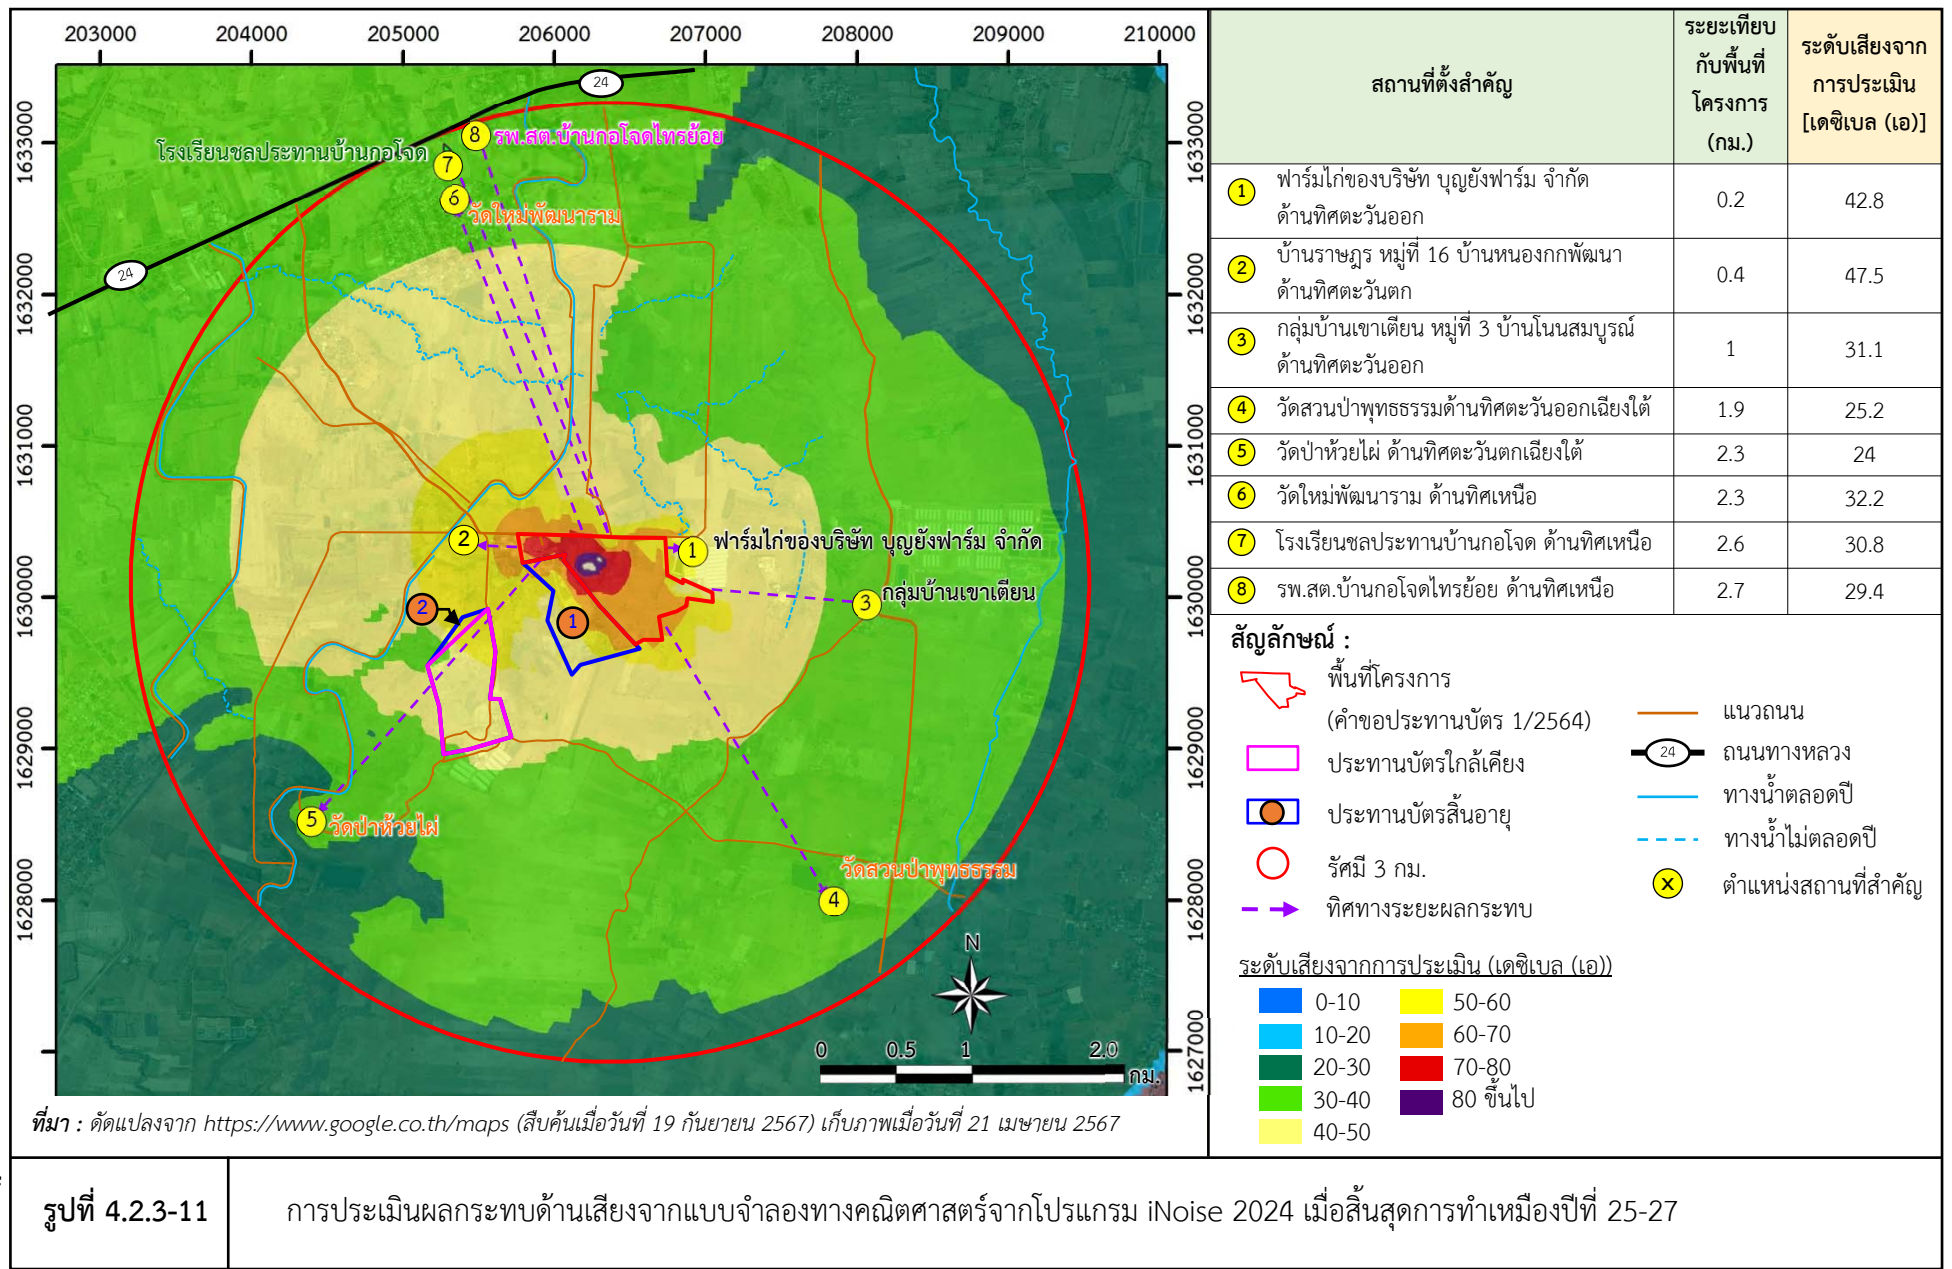 203000 204000 205000 206000 207000 208000 209000 210000
1633000
1632000
1631000
1630000
1629000
1628000
1633000
1632000
1631000
1630000
1629000
1628000
1627000
24
24
8 รพ.สต.บ้านกอโจดไทรย้อย
โรงเรียนชลประทานบ้านกอโจด
7
6
วัดใหม่พัฒนาราม
2
1 ฟาร์มไก่ของบริษัท บุญยังฟาร์ม จำกัด
กลุ่มบ้านเขาเตียน
3
2
1
5
วัดป่าห้วยไผ่
วัดสวนป่าพุทธธรรม
4
N
0 0.5 1 2.0
กม.
ที่มา : ดัดแปลงจาก https://www.google.co.th/maps (สืบค้นเมื่อวันที่ 19 กันยายน 2567) เก็บภาพเมื่อวันที่ 21 เมษายน 2567
สถานที่ตั้งสำคัญ
ระยะเทียบ
กับพื้นที่
โครงการ
(กม.)
ระดับเสียงจาก
การประเมิน
[เดซิเบล (เอ)]
1 ฟาร์มไก่ของบริษัท บุญยังฟาร์ม จำกัด
ด้านทิศตะวันออก
0.2 42.8
2 บ้านราษฎร หมู่ที่ 16 บ้านหนองกกพัฒนา
ด้านทิศตะวันตก
0.4 47.5
3 กลุ่มบ้านเขาเตียน หมู่ที่ 3 บ้านโนนสมบูรณ์
ด้านทิศตะวันออก
1 31.1
4 วัดสวนป่าพุทธธรรมด้านทิศตะวันออกเฉียงใต้ 1.9 25.2
5 วัดป่าห้วยไผ่ ด้านทิศตะวันตกเฉียงใต้ 2.3 24
6 วัดใหม่พัฒนาราม ด้านทิศเหนือ 2.3 32.2
7 โรงเรียนชลประทานบ้านกอโจด ด้านทิศเหนือ 2.6 30.8
8 รพ.สต.บ้านกอโจดไทรย้อย ด้านทิศเหนือ 2.7 29.4
สัญลักษณ์ :
พื้นที่โครงการ
(คำขอประทานบัตร 1/2564)
ประทานบัตรใกล้เคียง
ประทานบัตรสิ้นอายุ
รัศมี 3 กม.
ทิศทางระยะผลกระทบ
แนวถนน
24 ถนนทางหลวง
ทางน้ำตลอดปี
ทางน้ำไม่ตลอดปี
x ตำแหน่งสถานที่สำคัญ
ระดับเสียงจากการประเมิน (เดซิเบล (เอ))
0-10 50-60
10-20 60-70
20-30 70-80
30-40 80 ขึ้นไป
40-50
รูปที่ 4.2.3-11
การประเมินผลกระทบด้านเสียงจากแบบจำลองทางคณิตศาสตร์จากโปรแกรม iNoise 2024 เมื่อสิ้นสุดการทำเหมืองปีที่ 25-27